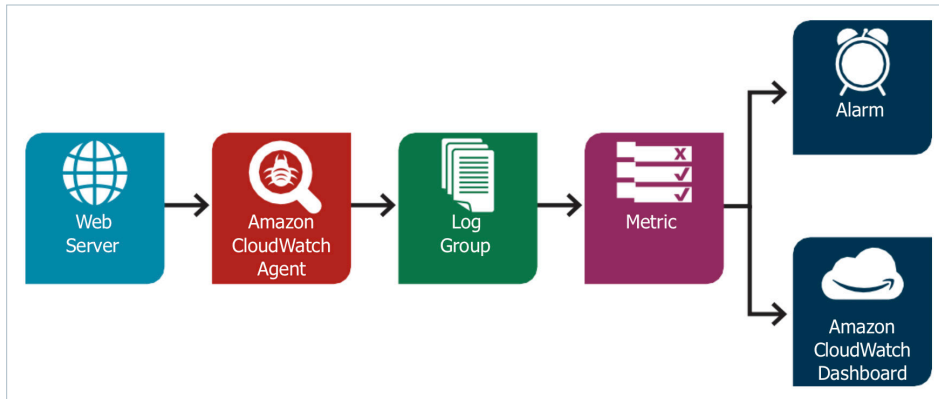 Web
Server
Amazon
CloudWatch
Agent
Log
Group
Metric
Alarm
Amazon
CloudWatch
Dashboard